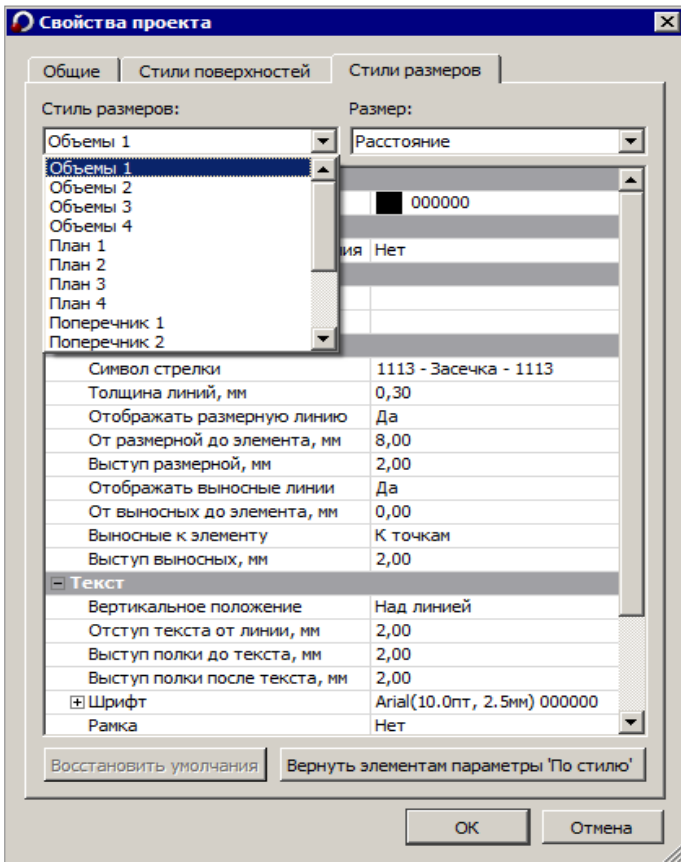 Свойства проекта
Общие Стили поверхностей Стили размеров
Стиль размеров: Размер:
Объемы 1 Расстояние
Объемы 1
Объемы 2 000000
Объемы 3
Объемы 4
План 1 ия Нет
План 2
План 3
План 4
Поперечник 1
Поперечник 2
Символ стрелки 1113 - Засечка - 1113
Толщина линий, мм 0,30
Отображать размерную линию Да
От размерной до элемента, мм 8,00
Выступ размерной, мм 2,00
Отображать выносные линии Да
От выносных до элемента, мм 0,00
Выносные к элементу К точкам
Выступ выносных, мм 2,00
Текст
Вертикальное положение Над линией
Отступ текста от линии, мм 2,00
Выступ полки до текста, мм 2,00
Выступ полки после текста, мм 2,00
Шрифт Arial(10.0пт, 2.5мм) 000000
Рамка Нет
Восстановить умолчания Вернуть элементам параметры 'По стилю'
ОК Отмена